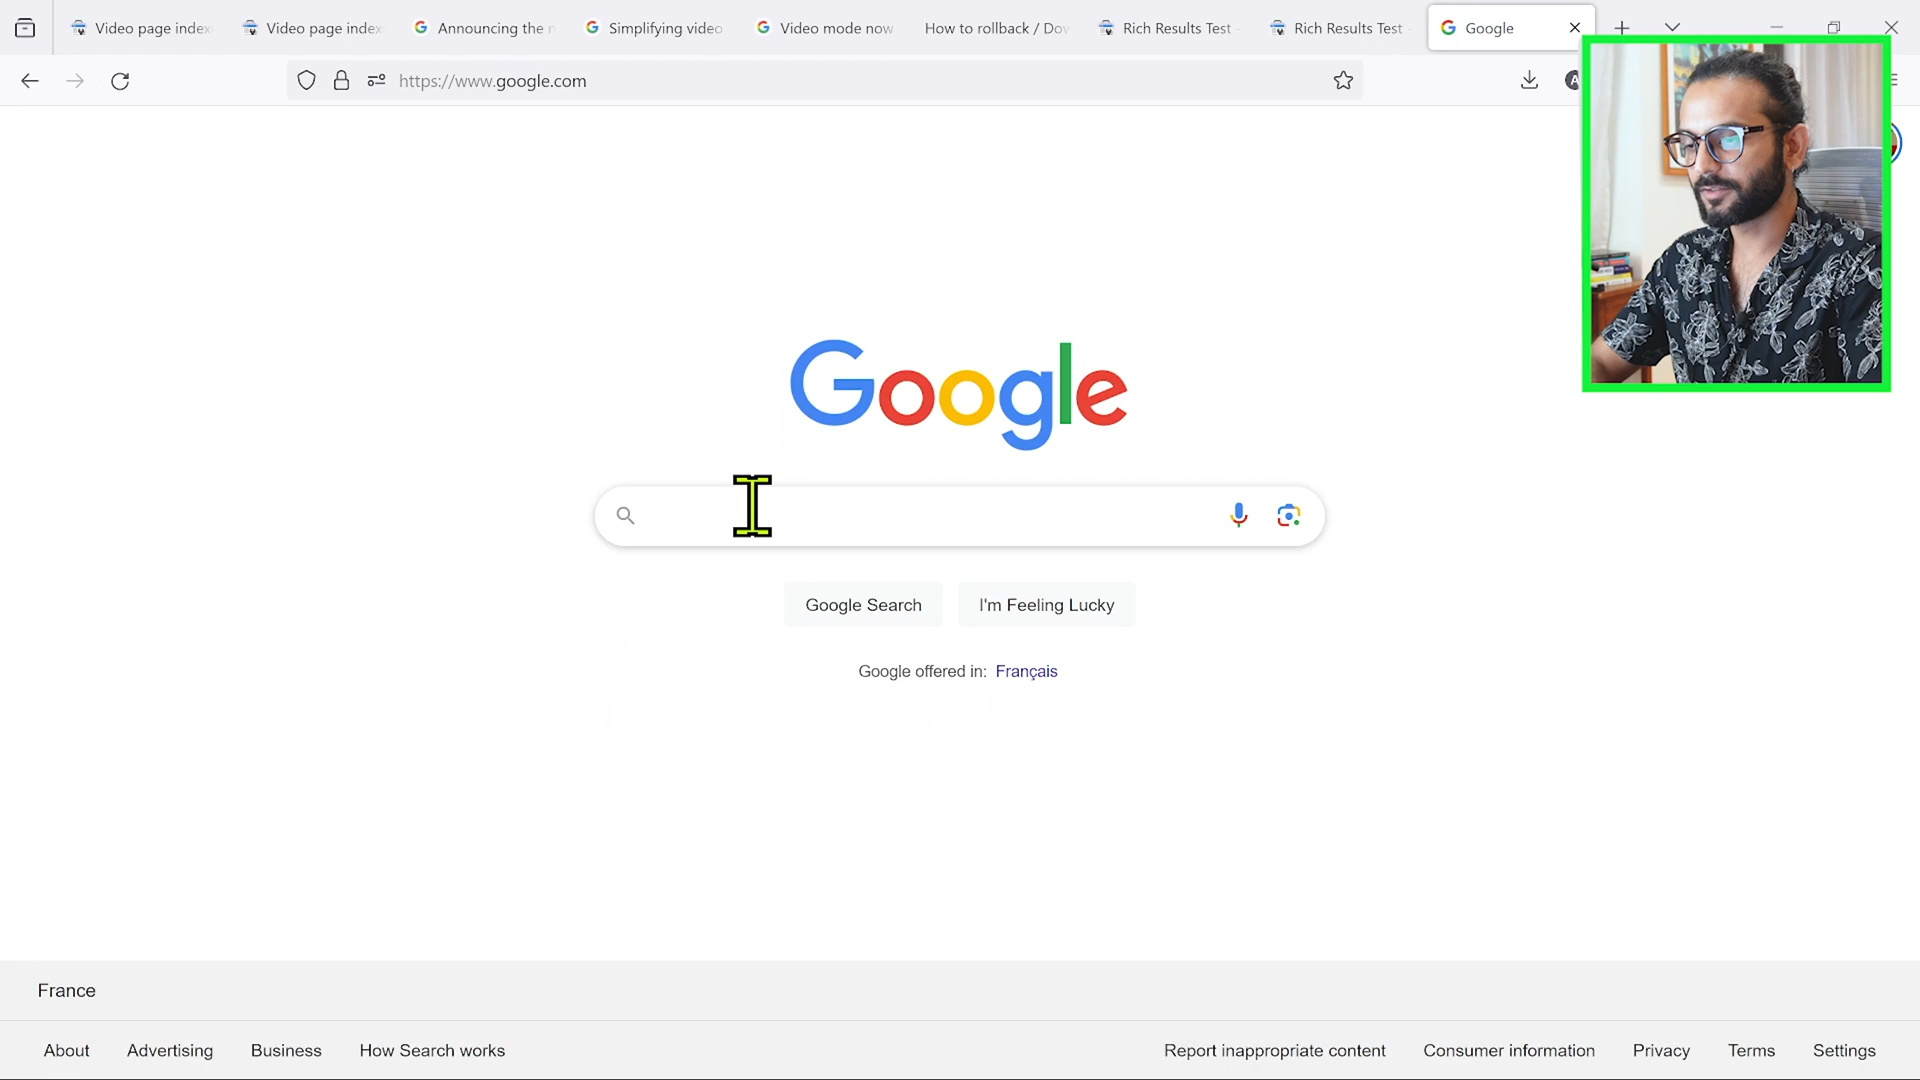 Video page index
Video page index
Announcing the n
Simplifying video
Video mode now
How to rollback / Dov
Rich Results Test -
Rich Results Test -
Google
https://www.google.com
A
Google
Google Search
I'm Feeling Lucky
Google offered in: Français
France
About
Advertising
Business
How Search works
Report inappropriate content
Consumer information
Privacy
Terms
Settings